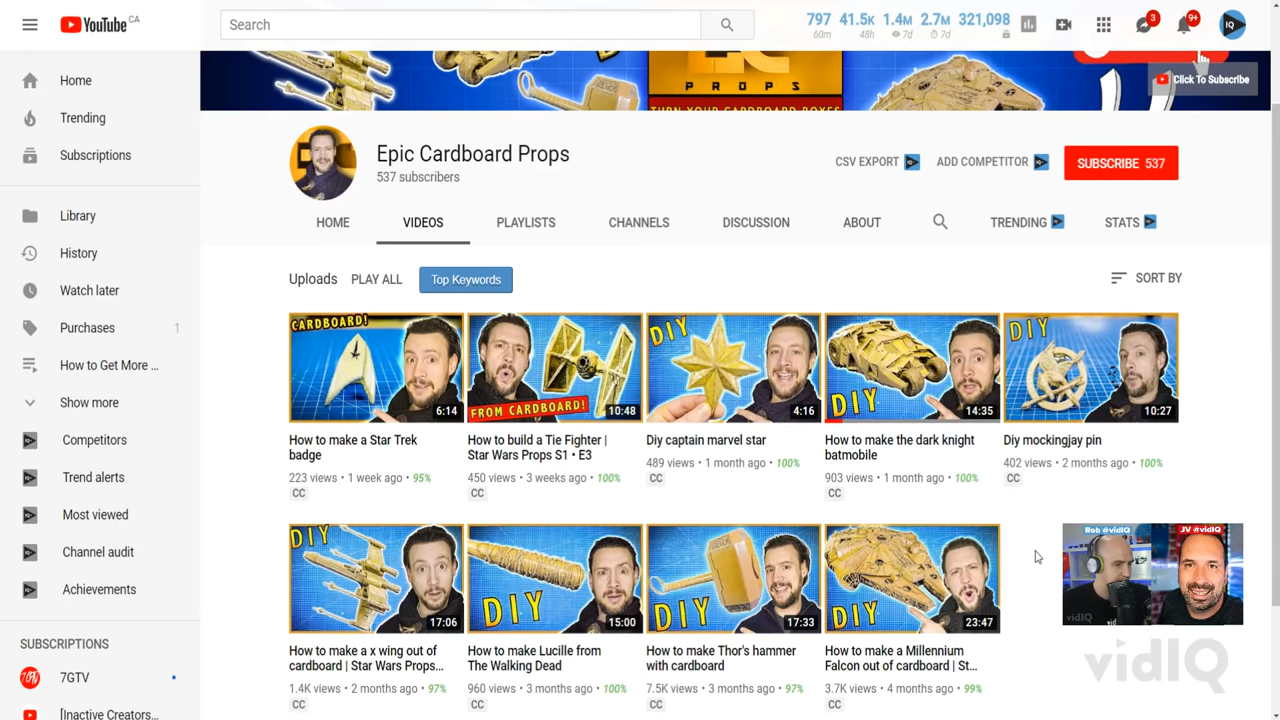 YouTube CA
Search
797 41.5K 1.4M 2.7M 321,098
60m 48h 7d 7d
3
9+
IQ
Home
Trending
Subscriptions
Library
History
Watch later
Purchases 1
How to Get More ...
Show more
Competitors
Trend alerts
Most viewed
Channel audit
Achievements
SUBSCRIPTIONS
7GTV
[Inactive Creators...
PROPS
TURN YOUR CARDBOARD BOXES
Click To Subscribe
Epic Cardboard Props
537 subscribers
CSV EXPORT
ADD COMPETITOR
SUBSCRIBE 537
HOME VIDEOS PLAYLISTS CHANNELS DISCUSSION ABOUT TRENDING STATS
Uploads PLAY ALL Top Keywords
SORT BY
CARDBOARD!
6:14
How to make a Star Trek
badge
223 views • 1 week ago • 95%
CC
FROM CARDBOARD!
10:48
How to build a Tie Fighter |
Star Wars Props S1 • E3
450 views • 3 weeks ago • 100%
CC
DIY
4:16
Diy captain marvel star
489 views • 1 month ago • 100%
CC
DIY
14:35
How to make the dark knight
batmobile
903 views • 1 month ago • 100%
CC
DIY
10:27
Diy mockingjay pin
402 views • 2 months ago • 100%
CC
DIY
17:06
How to make a x wing out of
cardboard | Star Wars Props...
1.4K views • 2 months ago • 97%
CC
DIY
15:00
How to make Lucille from
The Walking Dead
960 views • 3 months ago • 100%
CC
DIY
17:33
How to make Thor's hammer
with cardboard
7.5K views • 3 months ago • 97%
CC
23:47
How to make a Millennium
Falcon out of cardboard | St...
3.7K views • 4 months ago • 99%
CC
Rob @vidIQ
JV @vidIQ
vidIQ
vid
vidIQ